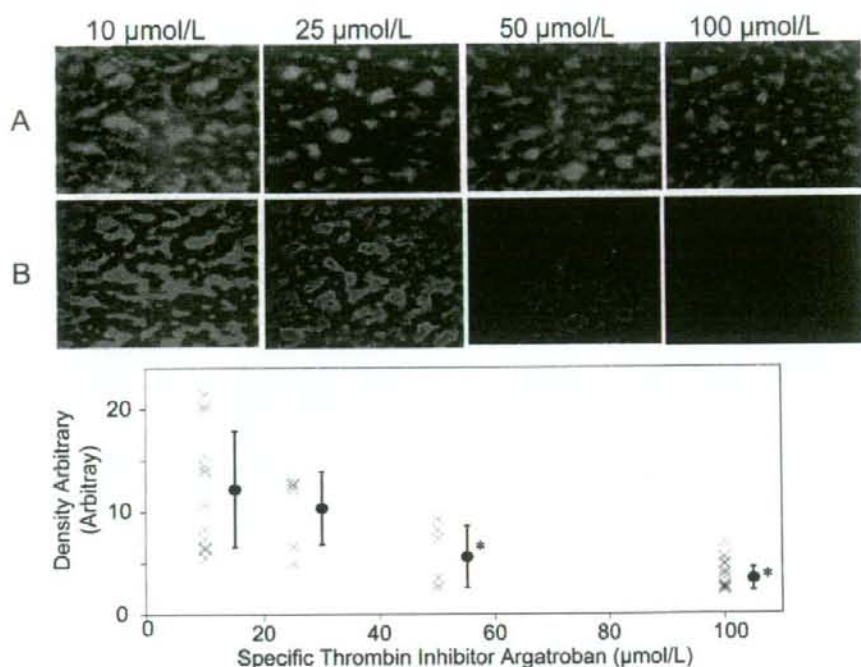 10 µmol/L 25 µmol/L 50 µmol/L 100 µmol/L
A
B
Density Arbitrary
(Arbitray)
20
10
0
*
*
0 20 40 60 80 100
Specific Thrombin Inhibitor Argatroban (µmol/L)